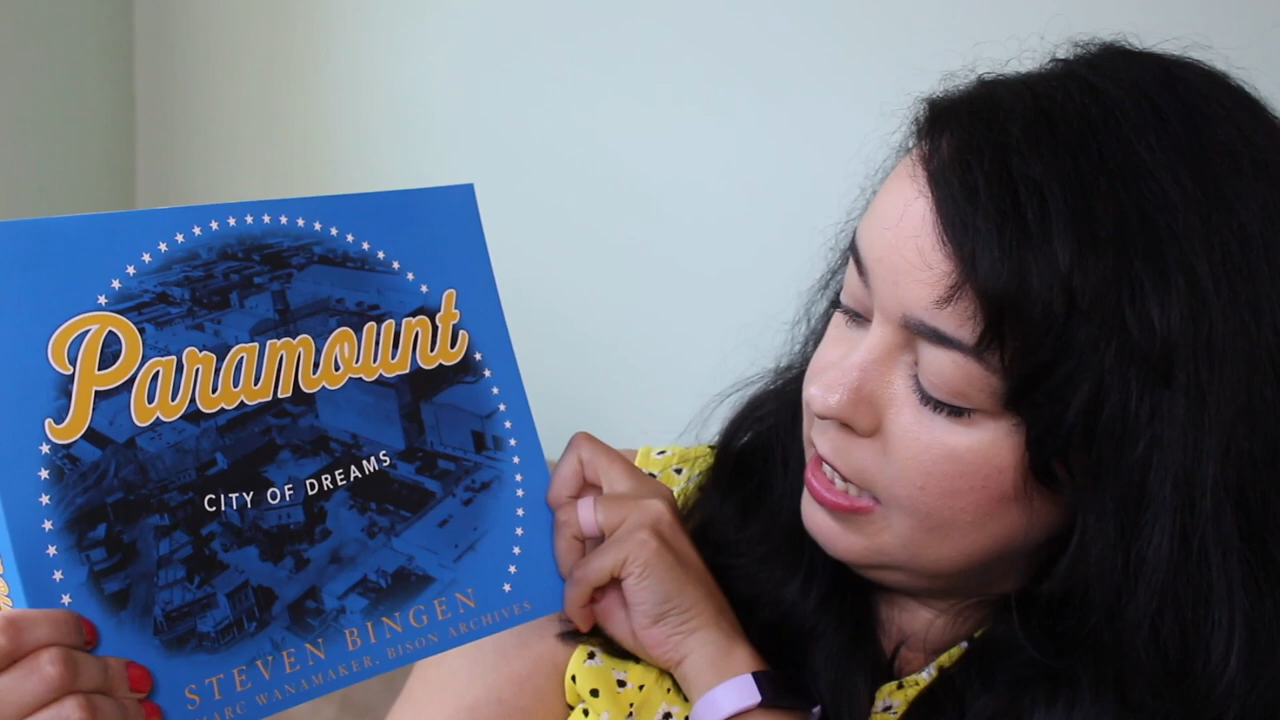 Paramount
CITY OF DREAMS
STEVEN BINGEN
MARC WANAMAKER, BISON ARCHIVES